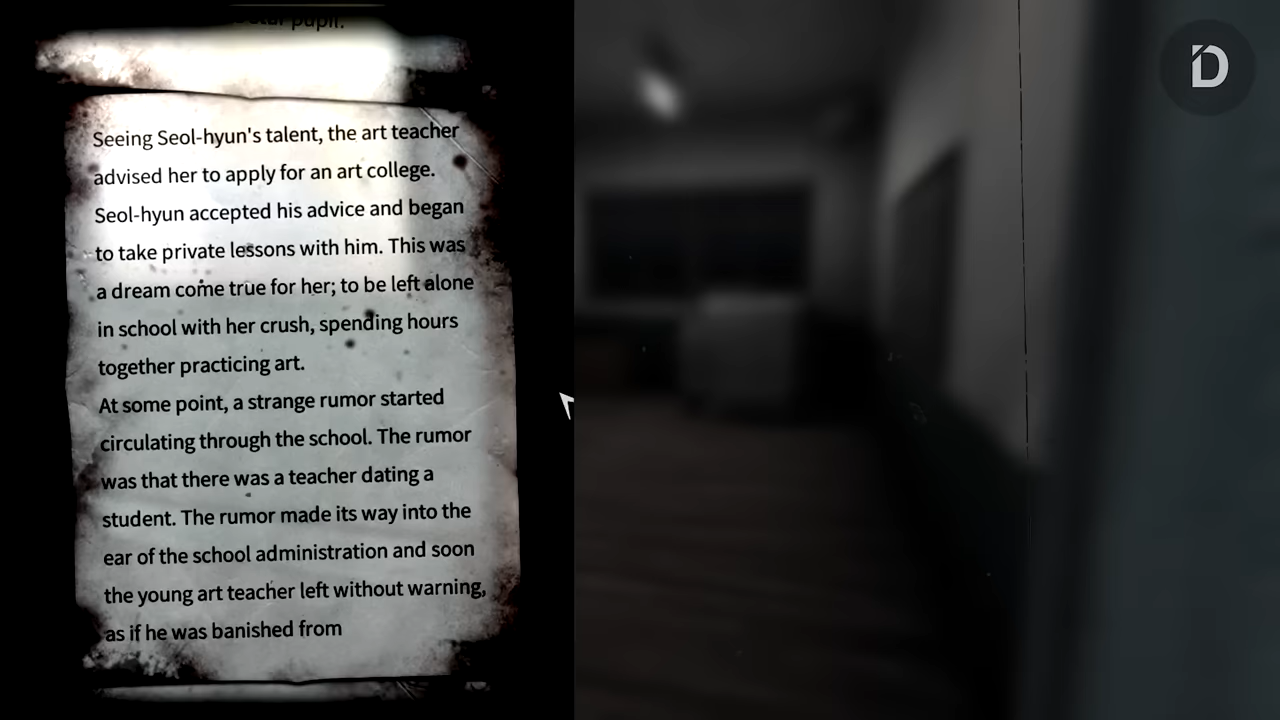 pupil.
Seeing Seol-hyun's talent, the art teacher
advised her to apply for an art college.
Seol-hyun accepted his advice and began
to take private lessons with him. This was
a dream come true for her; to be left alone
in school with her crush, spending hours
together practicing art.
At some point, a strange rumor started
circulating through the school. The rumor
was that there was a teacher dating a
student. The rumor made its way into the
ear of the school administration and soon
the young art teacher left without warning,
as if he was banished from
D